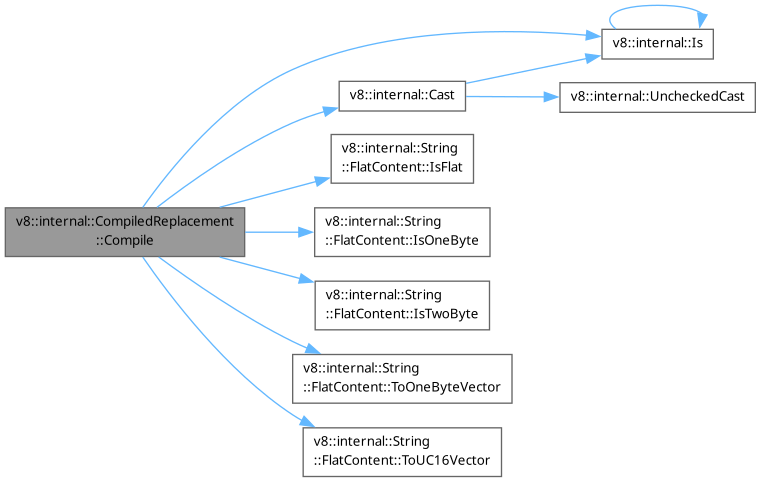 v8::internal::Is
v8::internal::Cast
v8::internal::UncheckedCast
v8::internal::String
::FlatContent::IsFlat
v8::internal::CompiledReplacement
::Compile
v8::internal::String
::FlatContent::IsOneByte
v8::internal::String
::FlatContent::IsTwoByte
v8::internal::String
::FlatContent::ToOneByteVector
v8::internal::String
::FlatContent::ToUC16Vector